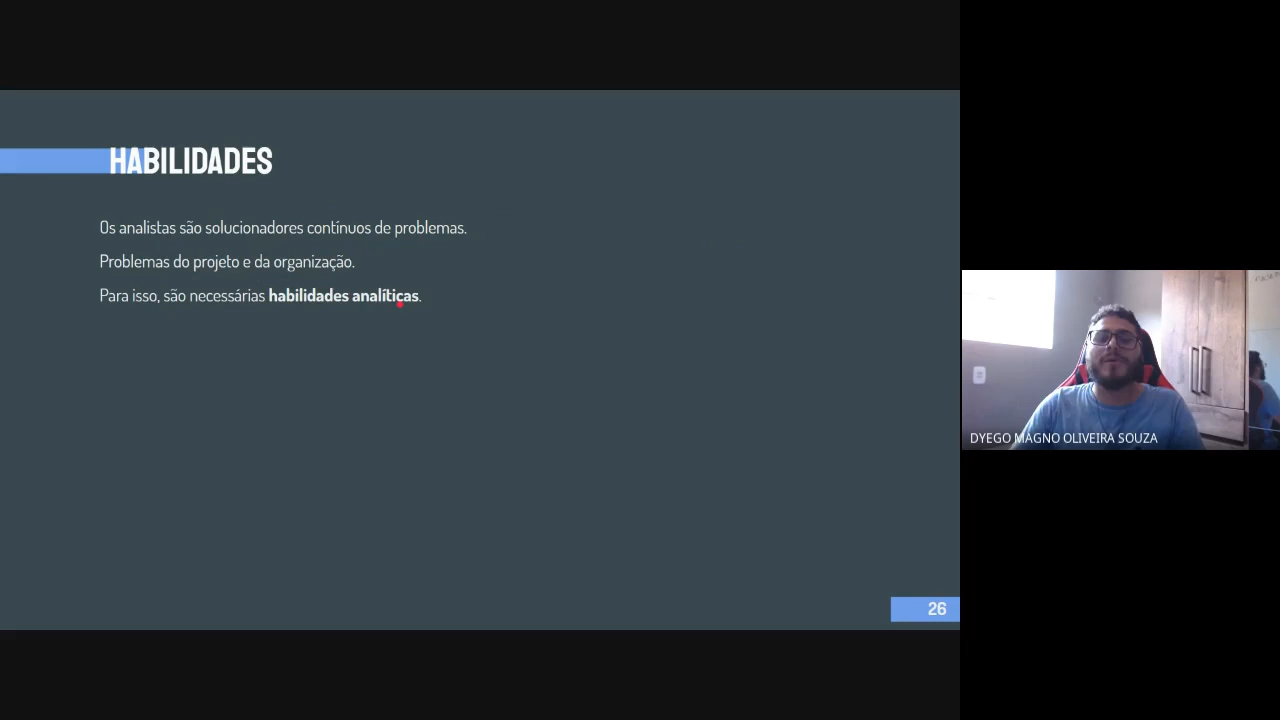 HABILIDADES
Os analistas são solucionadores contínuos de problemas.
Problemas do projeto e da organização.
Para isso, são necessárias habilidades analíticas.
26
DYEGO MAGNO OLIVEIRA SOUZA